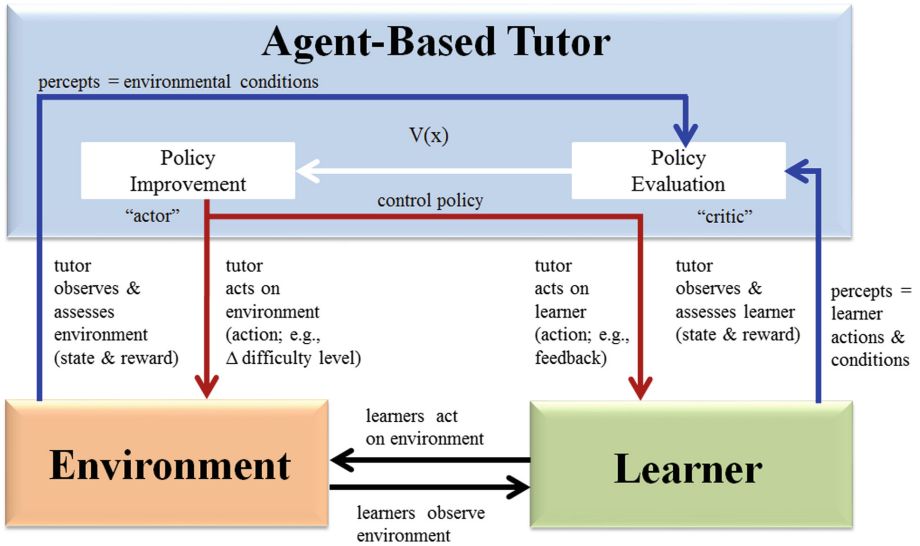 Agent-Based Tutor
percepts = environmental conditions
V(x)
Policy
Improvement
Policy
Evaluation
“actor”
control policy
“critic”
tutor
observes &
assesses
environment
(state & reward)
tutor
acts on
environment
(action; e.g.,
Δ difficulty level)
tutor
acts on
learner
(action; e.g.,
feedback)
tutor
observes &
assesses learner
(state & reward)
percepts =
learner
actions &
conditions
Environment
learners act
on environment
learners observe
environment
Learner